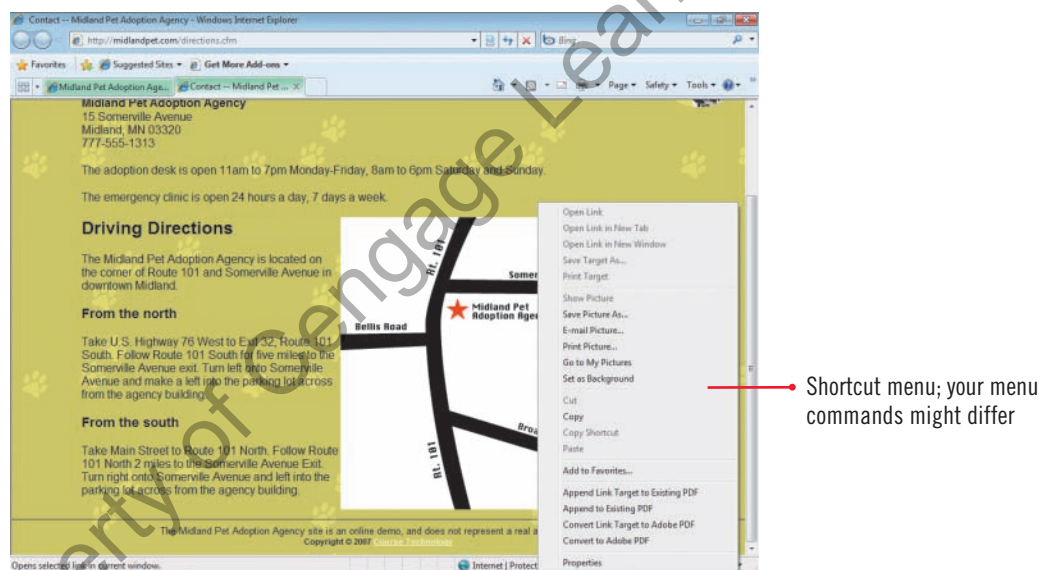 Contact -- Midland Pet Adoption Agency - Windows Internet Explorer
http://midlandpet.com/directions.cfm
Bing
Favorites
Suggested Sites
Get More Add-ons
Midland Pet Adoption Age...
Contact -- Midland Pet ...
Page
Safety
Tools
Midland Pet Adoption Agency
15 Somerville Avenue
Midland, MN 03320
777-555-1313
The adoption desk is open 11am to 7pm Monday-Friday, 8am to 6pm Saturday and Sunday.
The emergency clinic is open 24 hours a day, 7 days a week.
Driving Directions
The Midland Pet Adoption Agency is located on
the corner of Route 101 and Somerville Avenue in
downtown Midland.
From the north
Take U.S. Highway 76 West to Exit 32, Route 101
South. Follow Route 101 South for five miles to the
Somerville Avenue exit. Turn left onto Somerville
Avenue and make a left into the parking lot across
from the agency building.
From the south
Take Main Street to Route 101 North. Follow Route
101 North 2 miles to the Somerville Avenue Exit.
Turn right onto Somerville Avenue and left into the
parking lot across from the agency building.
Rt. 101
Somer
Midland Pet
Adoption Agen
Bellis Road
Broa
Rt. 101
Open Link
Open Link in New Tab
Open Link in New Window
Save Target As...
Print Target
Show Picture
Save Picture As...
E-mail Picture...
Print Picture...
Go to My Pictures
Set as Background
Cut
Copy
Copy Shortcut
Paste
Add to Favorites...
Append Link Target to Existing PDF
Append to Existing PDF
Convert Link Target to Adobe PDF
Convert to Adobe PDF
Properties
The Midland Pet Adoption Agency site is an online demo, and does not represent a real a
Copyright © 2007 Course Technology
Opens selected link in current window.
Internet | Protect
Shortcut menu; your menu
commands might differ
erty of Cengage Lear